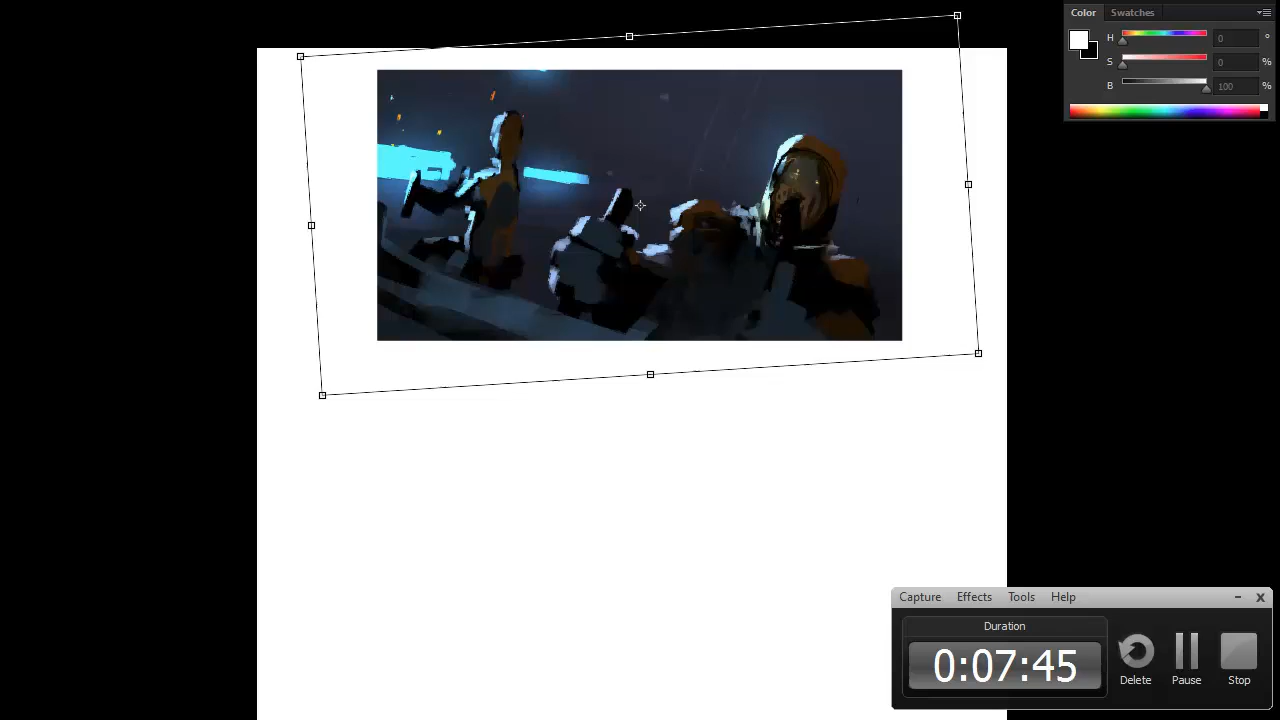 Color Swatches
H 0 °
S 0 %
B 100 %
Capture Effects Tools Help
Duration
0:07:45
Delete Pause Stop